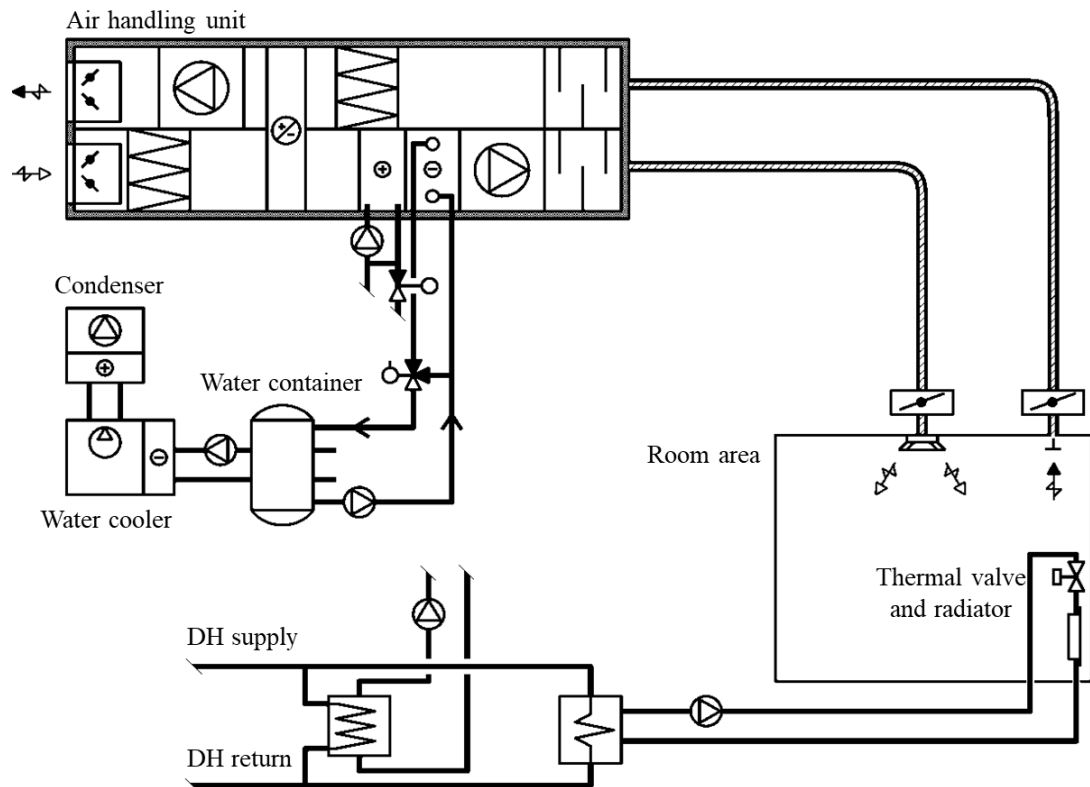 Air handling unit
Condenser
Water container
Water cooler
Room area
Thermal valve
and radiator
DH supply
DH return